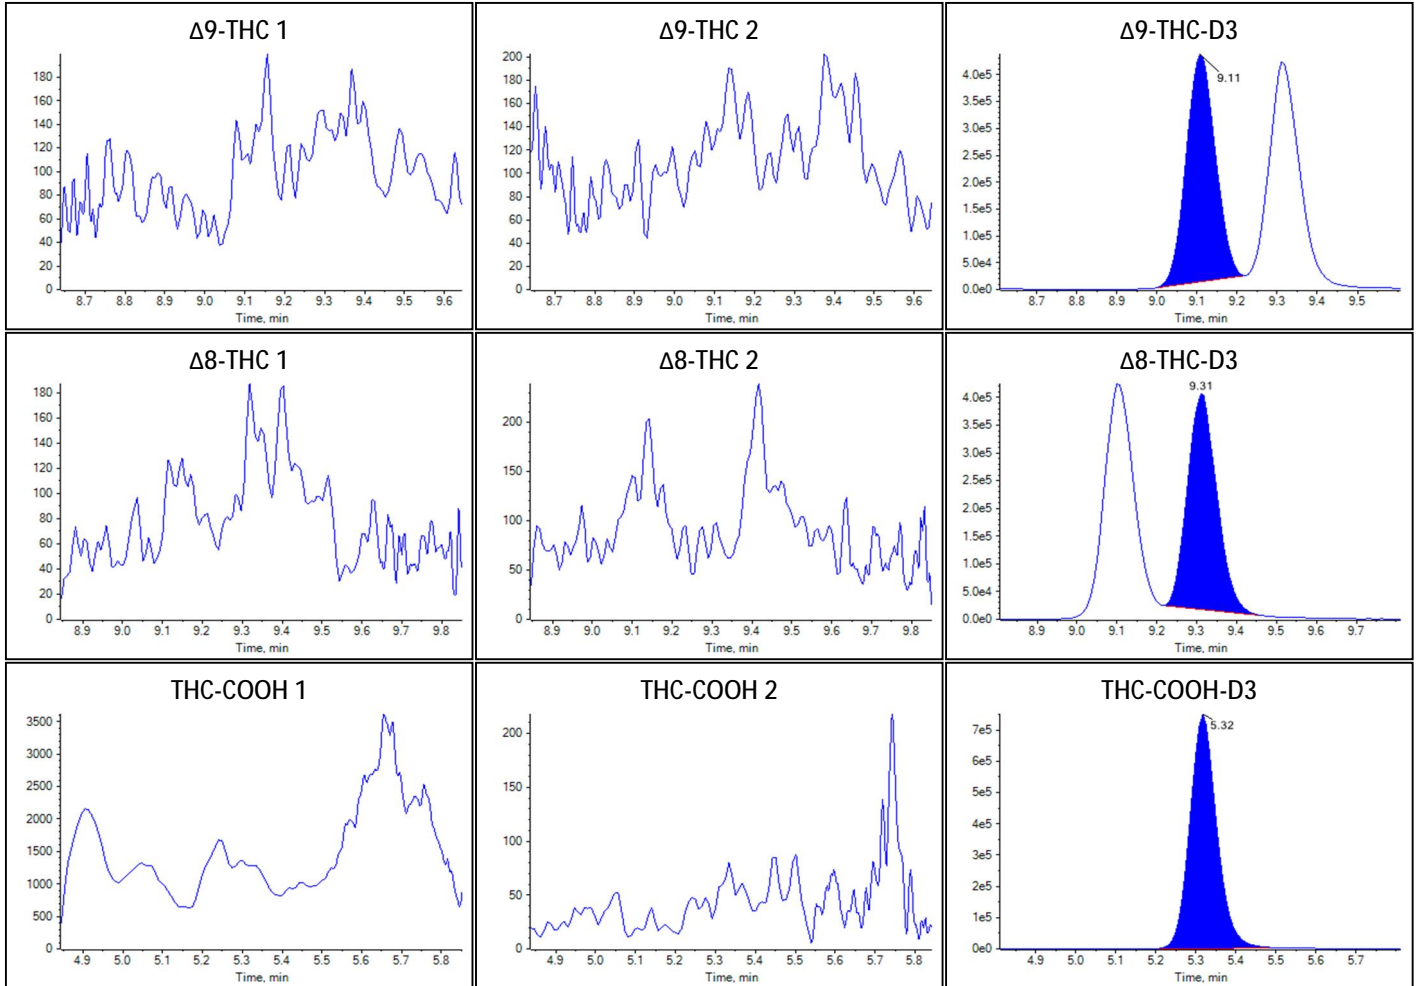 Δ9-THC 1
180
160
140
120
100
80
60
40
20
0
8.7 8.8 8.9 9.0 9.1 9.2 9.3 9.4 9.5 9.6
Time, min
Δ9-THC 2
200
180
160
140
120
100
80
60
40
20
0
8.7 8.8 8.9 9.0 9.1 9.2 9.3 9.4 9.5 9.6
Time, min
Δ9-THC-D3
9.11
4.0e5
3.5e5
3.0e5
2.5e5
2.0e5
1.5e5
1.0e5
5.0e4
0.0e0
8.7 8.8 8.9 9.0 9.1 9.2 9.3 9.4 9.5
Time, min
Δ8-THC 1
180
160
140
120
100
80
60
40
20
0
8.9 9.0 9.1 9.2 9.3 9.4 9.5 9.6 9.7 9.8
Time, min
Δ8-THC 2
200
150
100
50
0
8.9 9.0 9.1 9.2 9.3 9.4 9.5 9.6 9.7 9.8
Time, min
Δ8-THC-D3
9.31
4.0e5
3.5e5
3.0e5
2.5e5
2.0e5
1.5e5
1.0e5
5.0e4
0.0e0
8.9 9.0 9.1 9.2 9.3 9.4 9.5 9.6 9.7
Time, min
THC-COOH 1
3500
3000
2500
2000
1500
1000
500
0
4.9 5.0 5.1 5.2 5.3 5.4 5.5 5.6 5.7 5.8
Time, min
THC-COOH 2
200
150
100
50
0
4.9 5.0 5.1 5.2 5.3 5.4 5.5 5.6 5.7 5.8
Time, min
THC-COOH-D3
5.32
7e5
6e5
5e5
4e5
3e5
2e5
1e5
0e0
4.9 5.0 5.1 5.2 5.3 5.4 5.5 5.6 5.7
Time, min